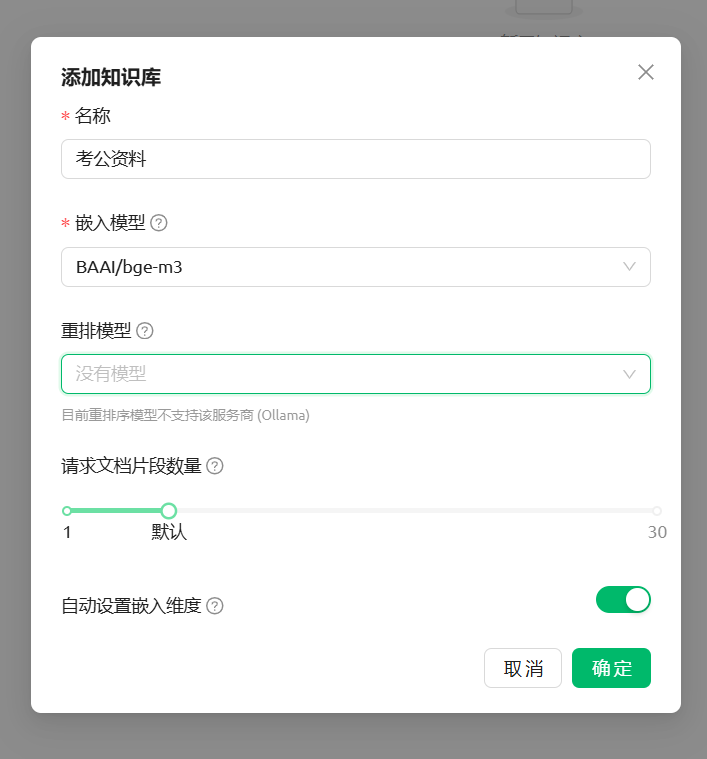 添加知识库
* 名称
考公资料
* 嵌入模型
BAAI/bge-m3
重排模型
没有模型
目前重排序模型不支持该服务商 (Ollama)
请求文档片段数量
1 默认 30
自动设置嵌入维度
取消 确定